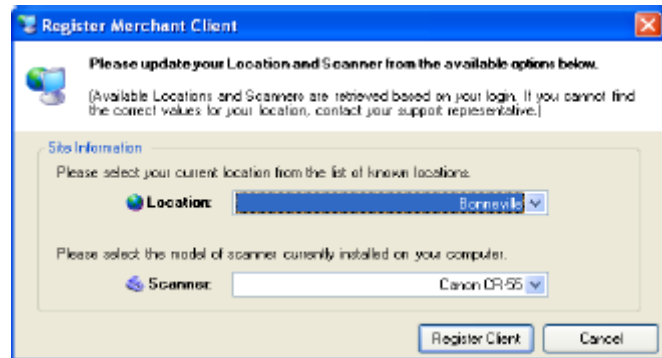 Register Merchant Client
Please update your Location and Scanner from the available options below.
(Available Locations and Scanners are retrieved based on your login. If you cannot find
the correct values for your location, contact your support representative.)
Site Information
Please select your current location from the list of known locations.
Location:
Bonneville
Please select the model of scanner currently installed on your computer.
Scanner:
Canon CR-55
Register Client
Cancel